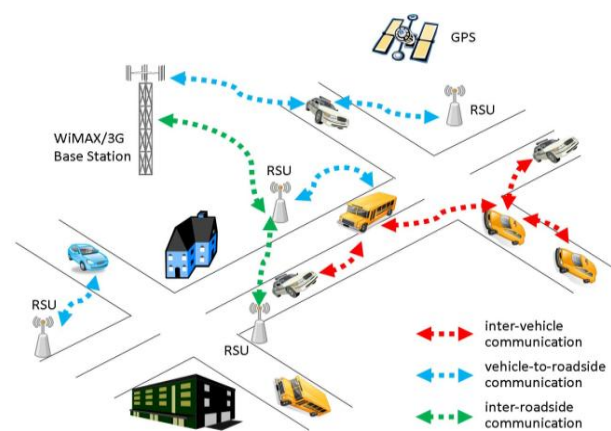 GPS
WiMAX/3G
Base Station
RSU
RSU
RSU
RSU
inter-vehicle
communication
vehicle-to-roadside
communication
inter-roadside
communication